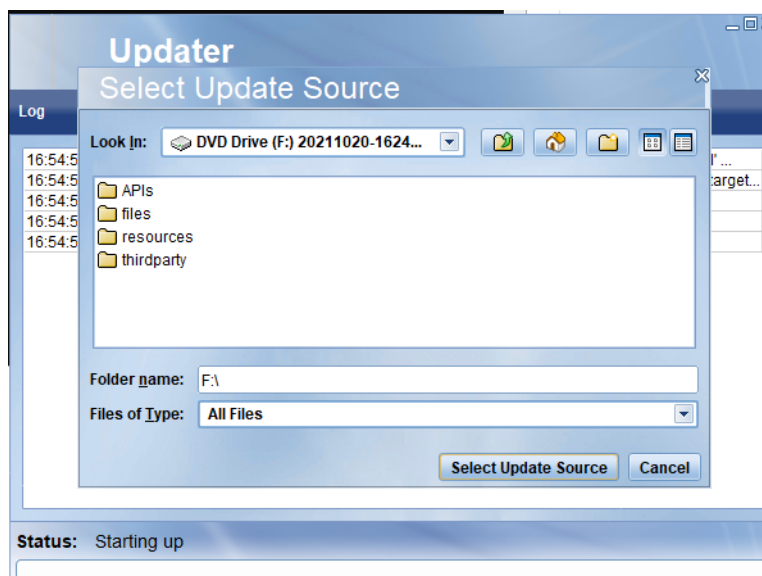 Updater
Select Update Source
Log
Look In: DVD Drive (F:) 20211020-1624...
16:54:5
l' ...
16:54:5
target...
16:54:5
16:54:5
16:54:5
APIs
files
resources
thirdparty
Folder name: F:\
Files of Type: All Files
Select Update Source Cancel
Status: Starting up